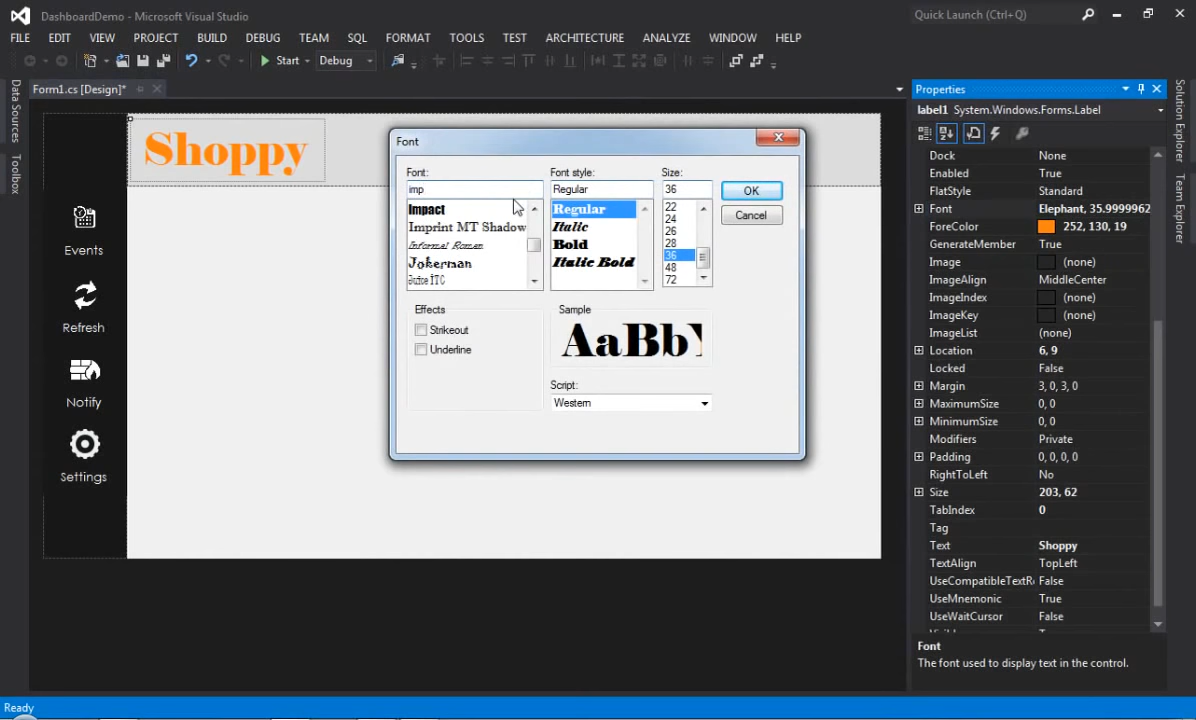 DashboardDemo - Microsoft Visual Studio
Quick Launch (Ctrl+Q)
FILE EDIT VIEW PROJECT BUILD DEBUG TEAM SQL FORMAT TOOLS TEST ARCHITECTURE ANALYZE WINDOW HELP
Start Debug
Form1.cs [Design]*
Data Sources
Toolbox
Shoppy
Events
Refresh
Notify
Settings
Font
Font:
imp
Impact
Imprint MT Shadow
Informal Roman
Jokerman
Juice ITC
Font style:
Regular
Regular
Italic
Bold
Italic Bold
Size:
36
22
24
26
28
36
48
72
OK
Cancel
Effects
Strikeout
Underline
Sample
AaBbY
Script:
Western
Properties
label1 System.Windows.Forms.Label
Dock None
Enabled True
FlatStyle Standard
Font Elephant, 35.9999962
ForeColor 252, 130, 19
GenerateMember True
Image (none)
ImageAlign MiddleCenter
ImageIndex (none)
ImageKey (none)
ImageList (none)
Location 6, 9
Locked False
Margin 3, 0, 3, 0
MaximumSize 0, 0
MinimumSize 0, 0
Modifiers Private
Padding 0, 0, 0, 0
RightToLeft No
Size 203, 62
TabIndex 0
Tag
Text Shoppy
TextAlign TopLeft
UseCompatibleTextRe False
UseMnemonic True
UseWaitCursor False
Font
The font used to display text in the control.
Solution Explorer
Team Explorer
Ready